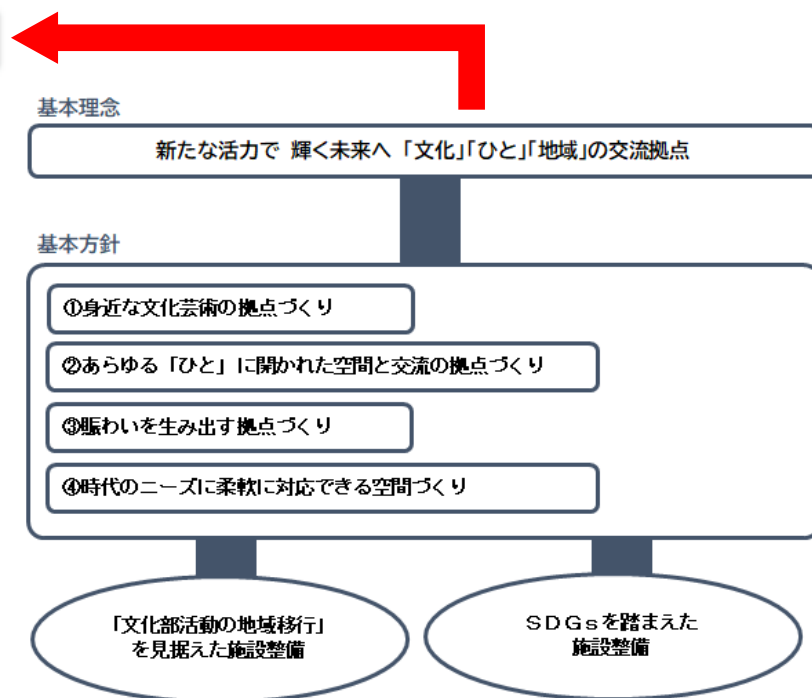 基本理念
新たな活力で 輝く未来へ 「文化」「ひと」「地域」の交流拠点
基本方針
①身近な文化芸術の拠点づくり
②あらゆる「ひと」に開かれた空間と交流の拠点づくり
③賑わいを生み出す拠点づくり
④時代のニーズに柔軟に対応できる空間づくり
「文化部活動の地域移行」
を見据えた施設整備
ＳＤＧｓを踏まえた
施設整備